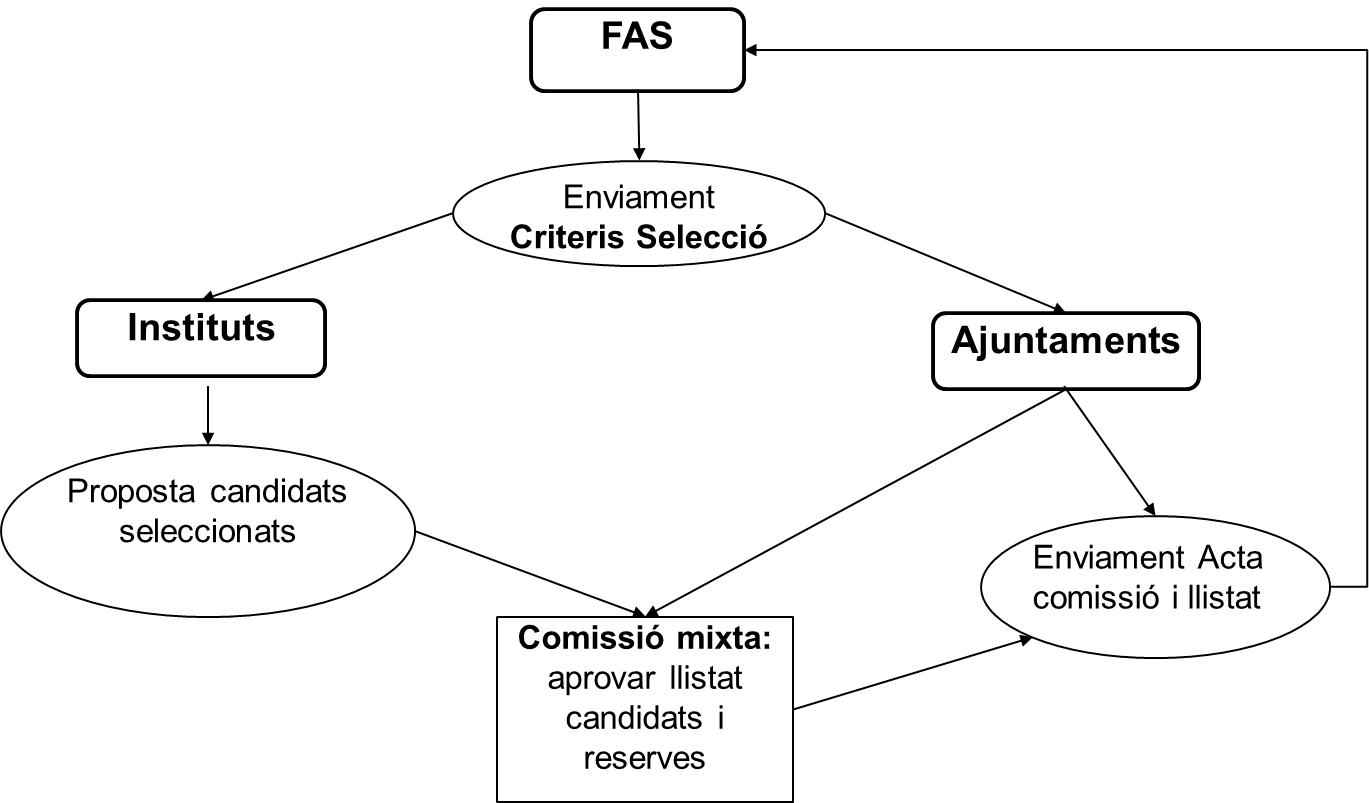 FAS
Enviament
Criteris Selecció
Instituts
Ajuntaments
Proposta candidats
seleccionats
Enviament Acta
comissió i llistat
Comissió mixta:
aprovar llistat
candidats i
reserves